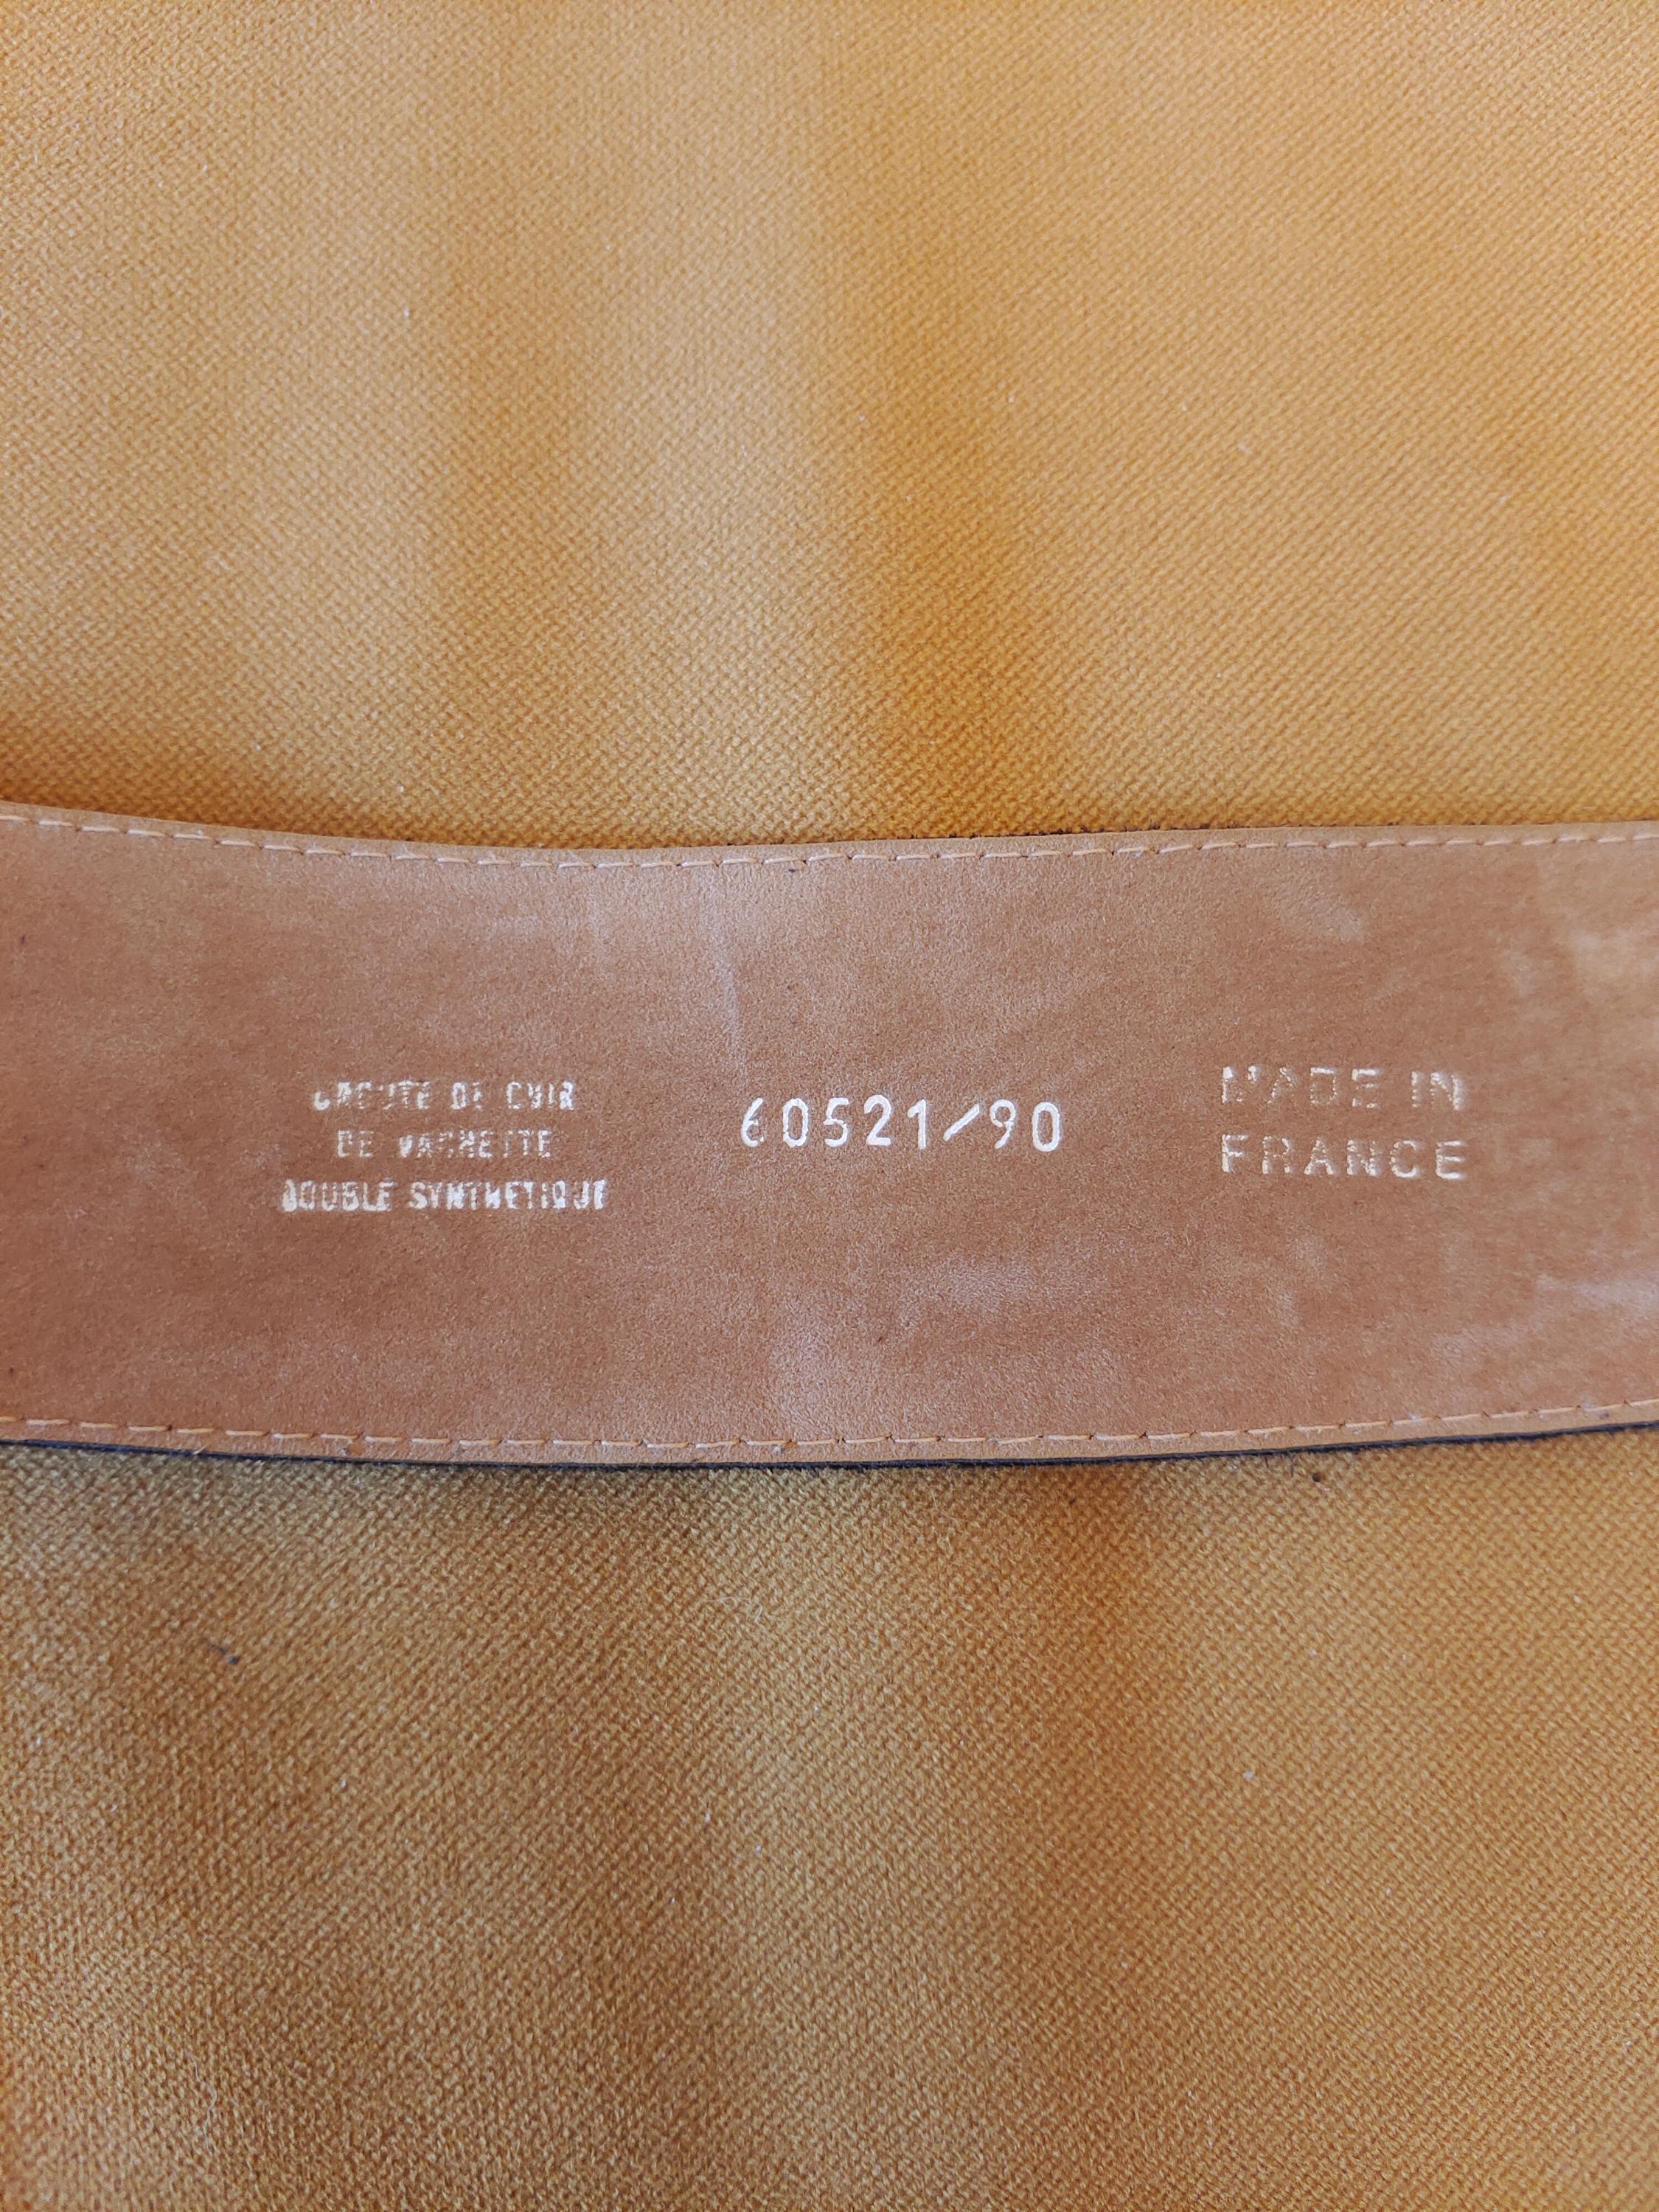 CROUTE DE CUIR
DE VACHETTE
DOUBLE SYNTHETIQUE
60521/90
MADE IN
FRANCE